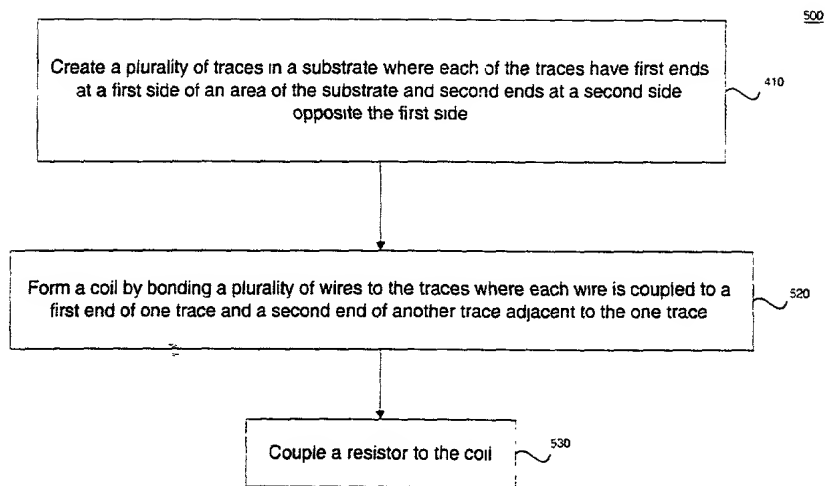 500
Create a plurality of traces in a substrate where each of the traces have first ends
at a first side of an area of the substrate and second ends at a second side
opposite the first side
410
Form a coil by bonding a plurality of wires to the traces where each wire is coupled to a
first end of one trace and a second end of another trace adjacent to the one trace
520
Couple a resistor to the coil
530